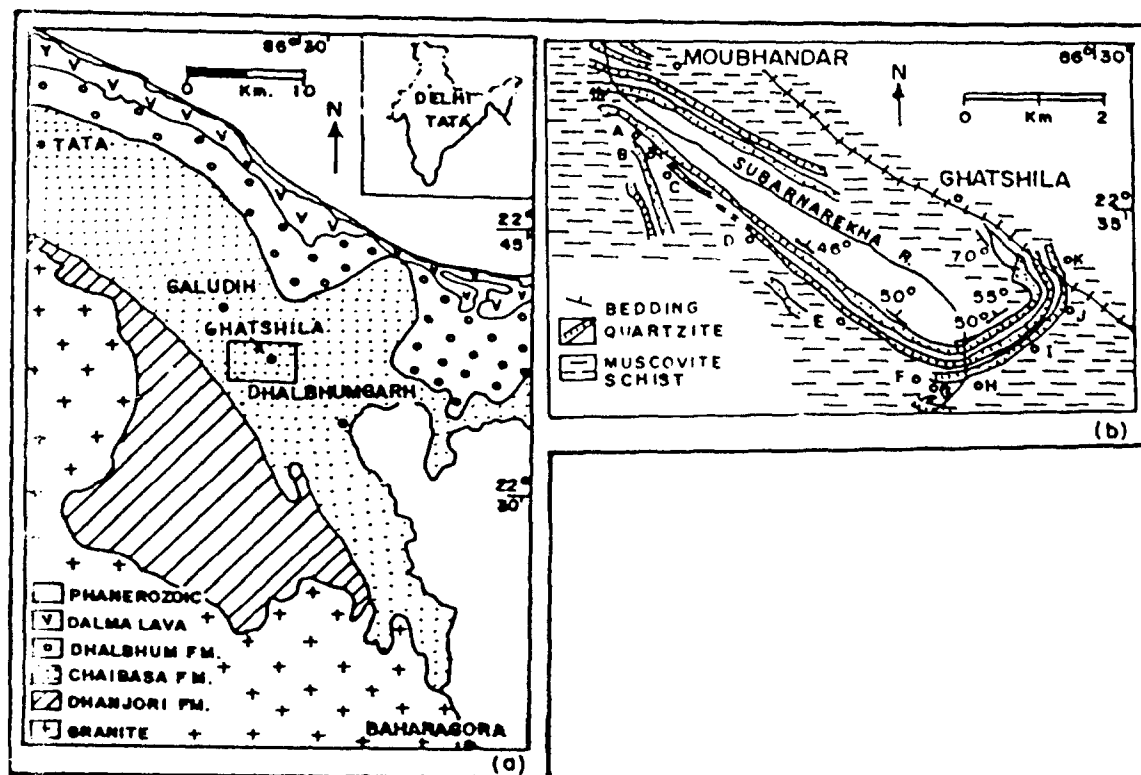 86° 30'
0 Km. 10
N
DELHI
TATA
TATA
22°
45'
GALUDIH
GHATSHILA
DHALBHUMGARH
22°
30'
PHANEROZOIC
DALMA LAVA
DHALBHUM FM.
CHAIBASA FM.
DHANJORI FM.
GRANITE
BAHARAGORA
(a)
MOUBHANDAR
86° 30'
N
0 Km 2
A
B
C
SUBARNAREKHA R
GHATSHILA
22°
35'
D
46°
70°
K
50°
55°
50°
J
E
I
F
G
H
BEDDING
QUARTZITE
MUSCOVITE
SCHIST
(b)